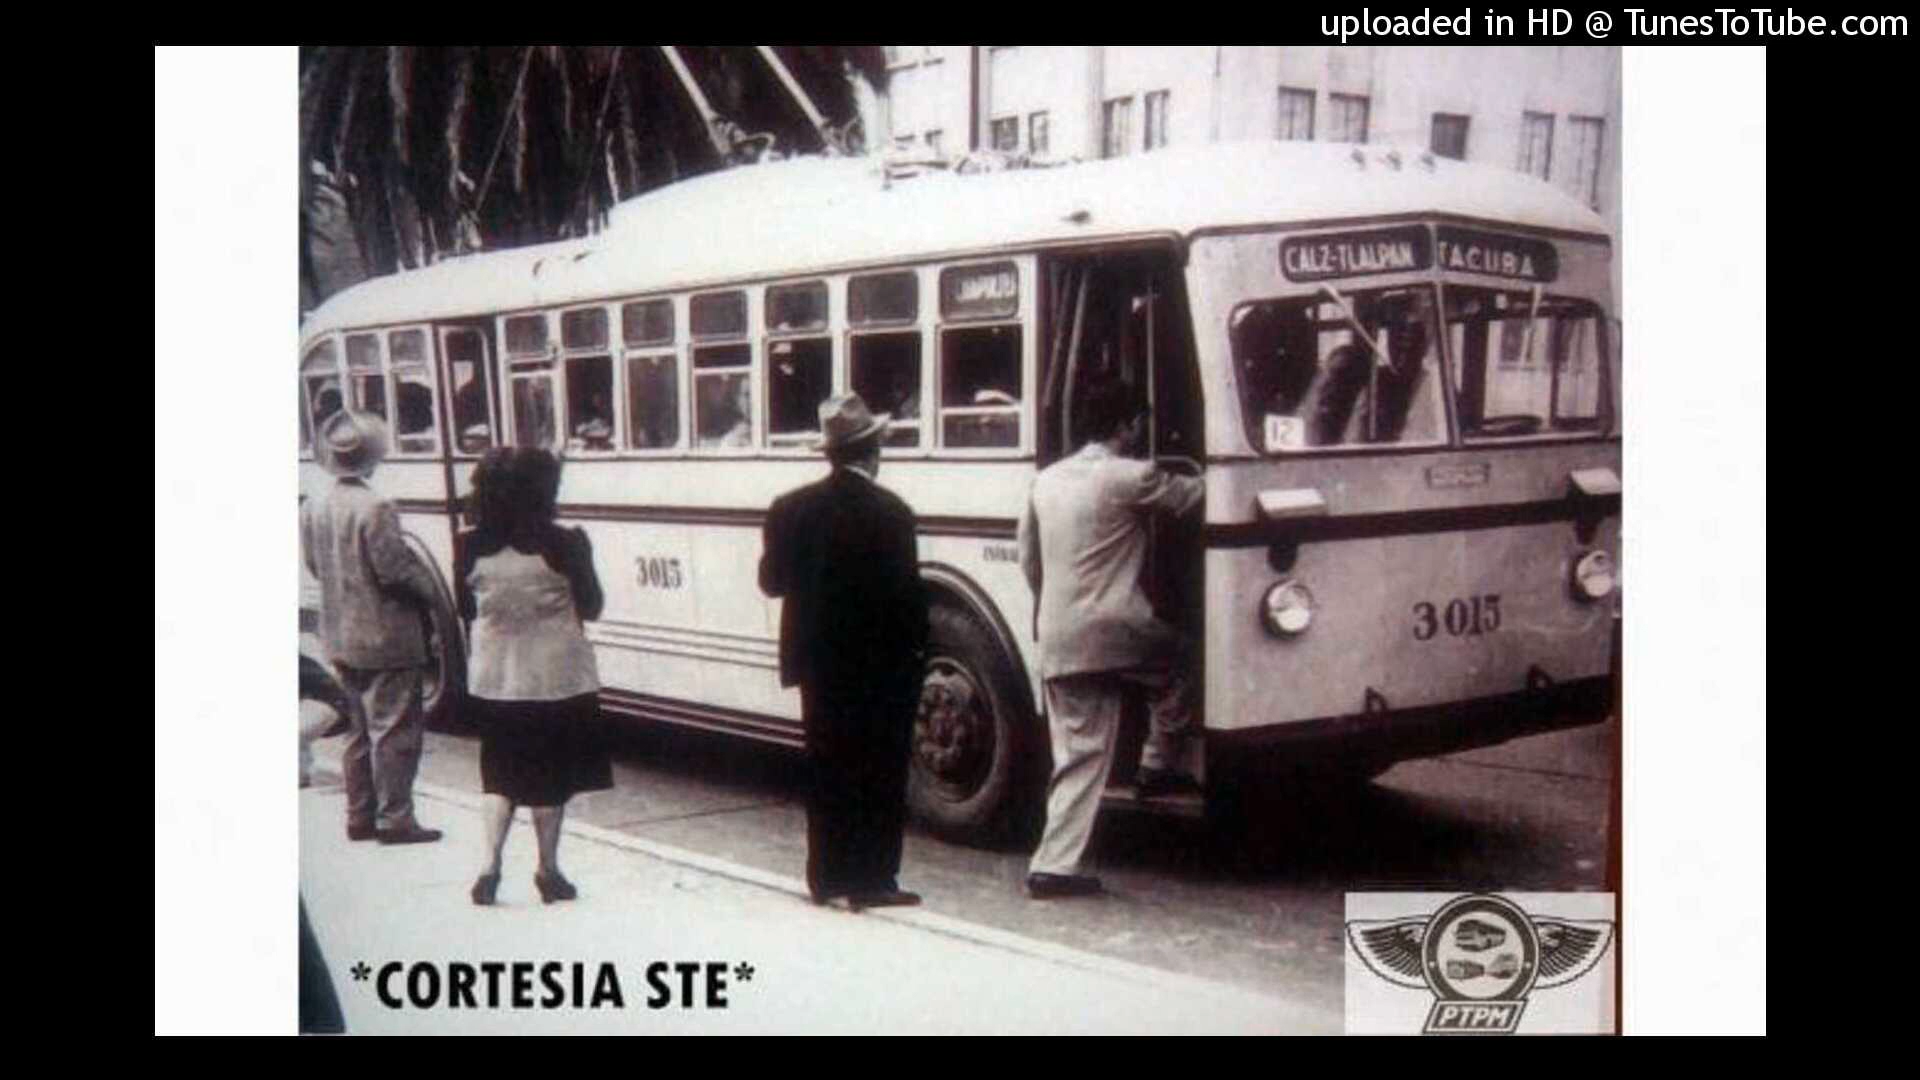 uploaded in HD @ TunesToTube.com
CALZ-TLALPAN TACUBA
12
3015
3015
*CORTESIA STE*
PTPM